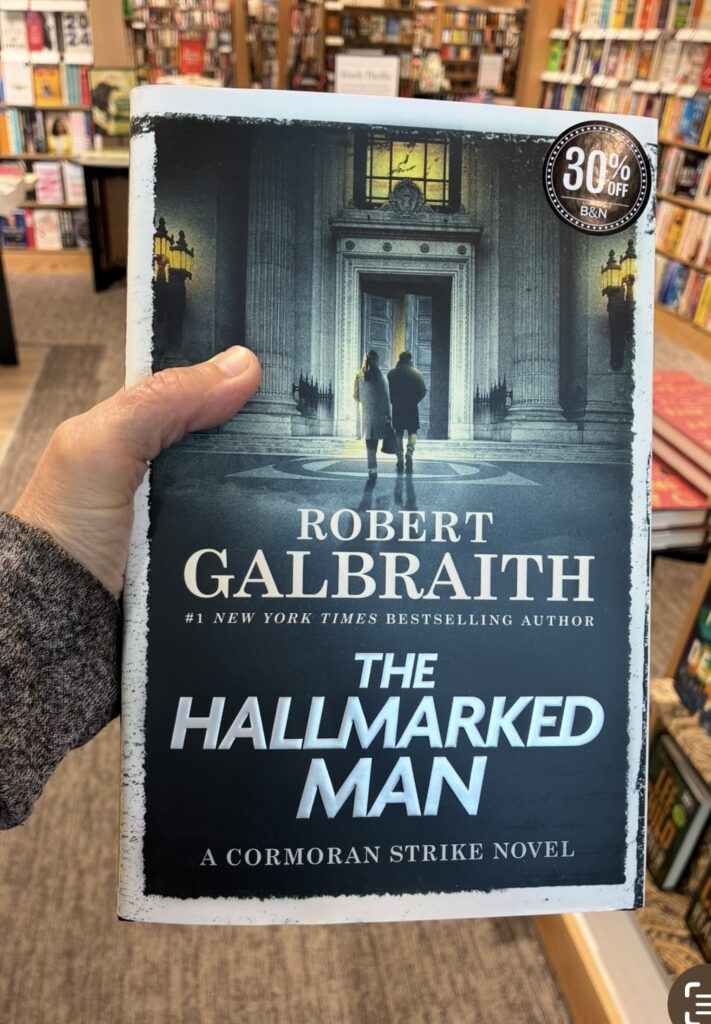 30%
OFF
B&N
ROBERT
GALBRAITH
#1 NEW YORK TIMES BESTSELLING AUTHOR
THE
HALLMARKED
MAN
A CORMORAN STRIKE NOVEL